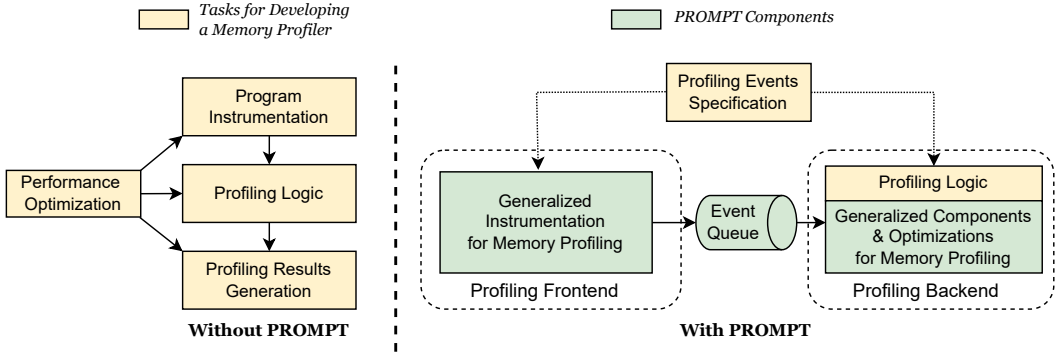 Tasks for Developing
a Memory Profiler
Program
Instrumentation
Performance
Optimization
Profiling Logic
Profiling Results
Generation
Without PROMPT
PROMPT Components
Profiling Events
Specification
Generalized
Instrumentation
for Memory Profiling
Profiling Frontend
Event
Queue
Profiling Logic
Generalized Components
& Optimizations
for Memory Profiling
Profiling Backend
With PROMPT